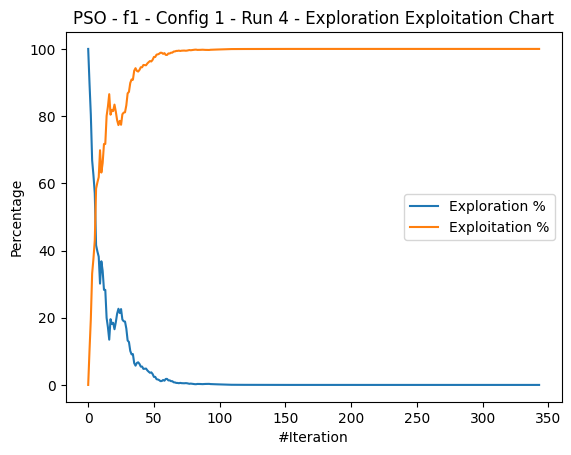 PSO - f1 - Config 1 - Run 4 - Exploration Exploitation Chart
Percentage
100
80
60
40
20
0
Exploration %
Exploitation %
0 50 100 150 200 250 300 350
#Iteration